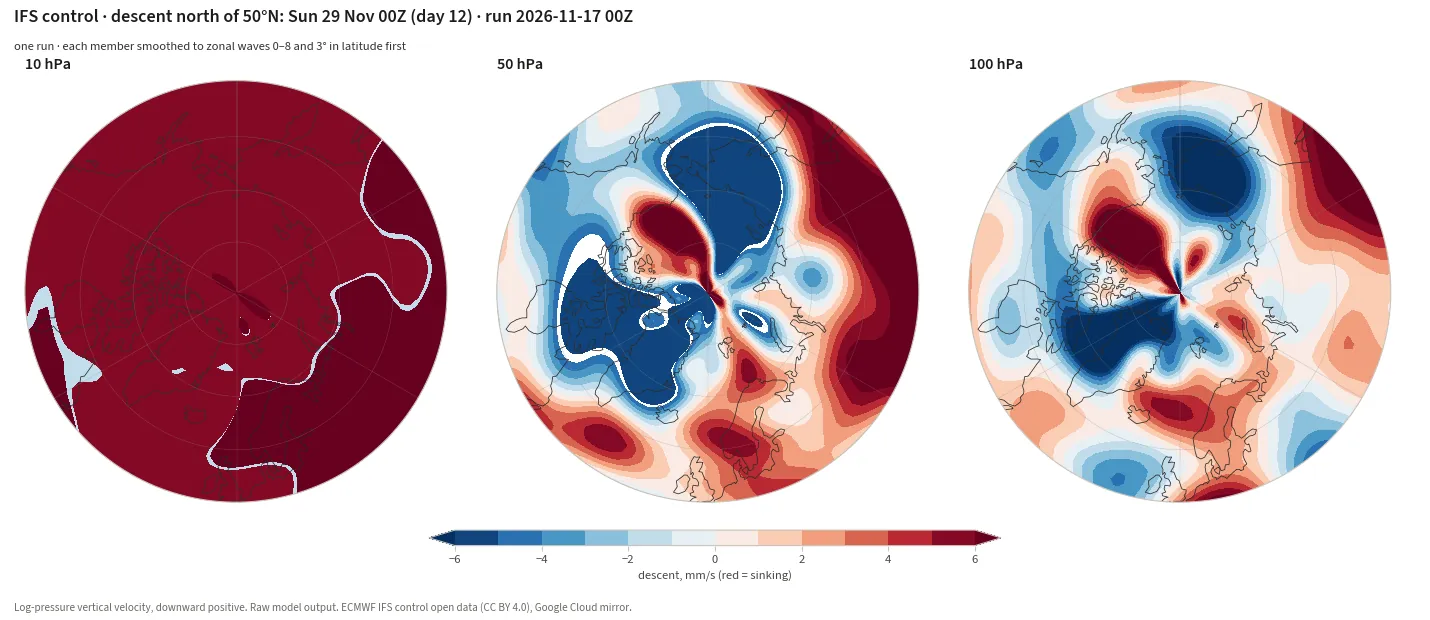 IFS control · descent north of 50°N: Sun 29 Nov 00Z (day 12) · run 2026-11-17 00Z
one run · each member smoothed to zonal waves 0–8 and 3° in latitude first
10 hPa
50 hPa
100 hPa
−6 −4 −2 0 2 4 6
descent, mm/s (red = sinking)
Log-pressure vertical velocity, downward positive. Raw model output. ECMWF IFS control open data (CC BY 4.0), Google Cloud mirror.